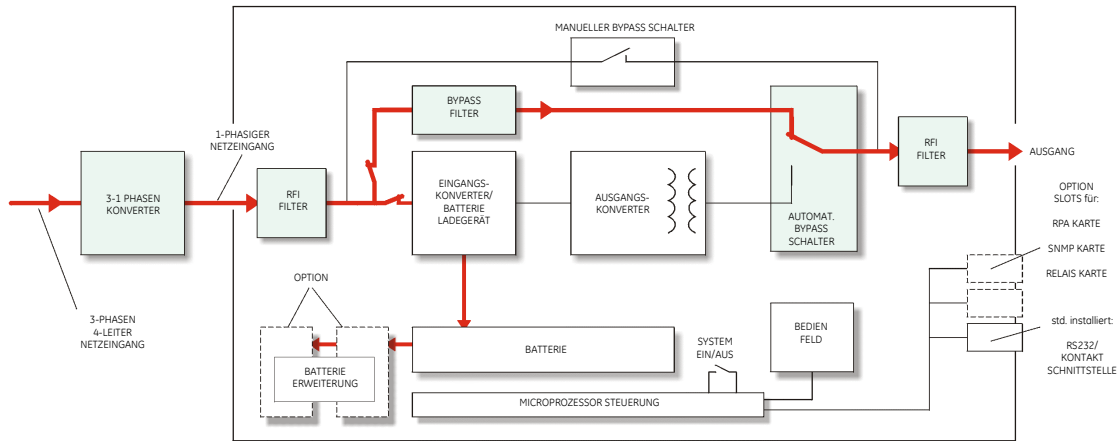 MANUELLER BYPASS SCHALTER
BYPASS
FILTER
1-PHASIGER
NETZEINGANG
3-1 PHASEN
KONVERTER
RFI
FILTER
EINGANGS-
KONVERTER/
BATTERIE
LADEGERÄT
AUSGANGS-
KONVERTER
AUTOMAT.
BYPASS
SCHALTER
RFI
FILTER
AUSGANG
OPTION
SLOTS für:
RPA KARTE
SNMP KARTE
RELAIS KARTE
std. installiert:
RS232/
KONTAKT
SCHNITTSTELLE
3-PHASEN
4-LEITER
NETZEINGANG
OPTION
BATTERIE
ERWEITERUNG
BATTERIE
SYSTEM
EIN/AUS
BEDIEN
FELD
MICROPROZESSOR STEUERUNG